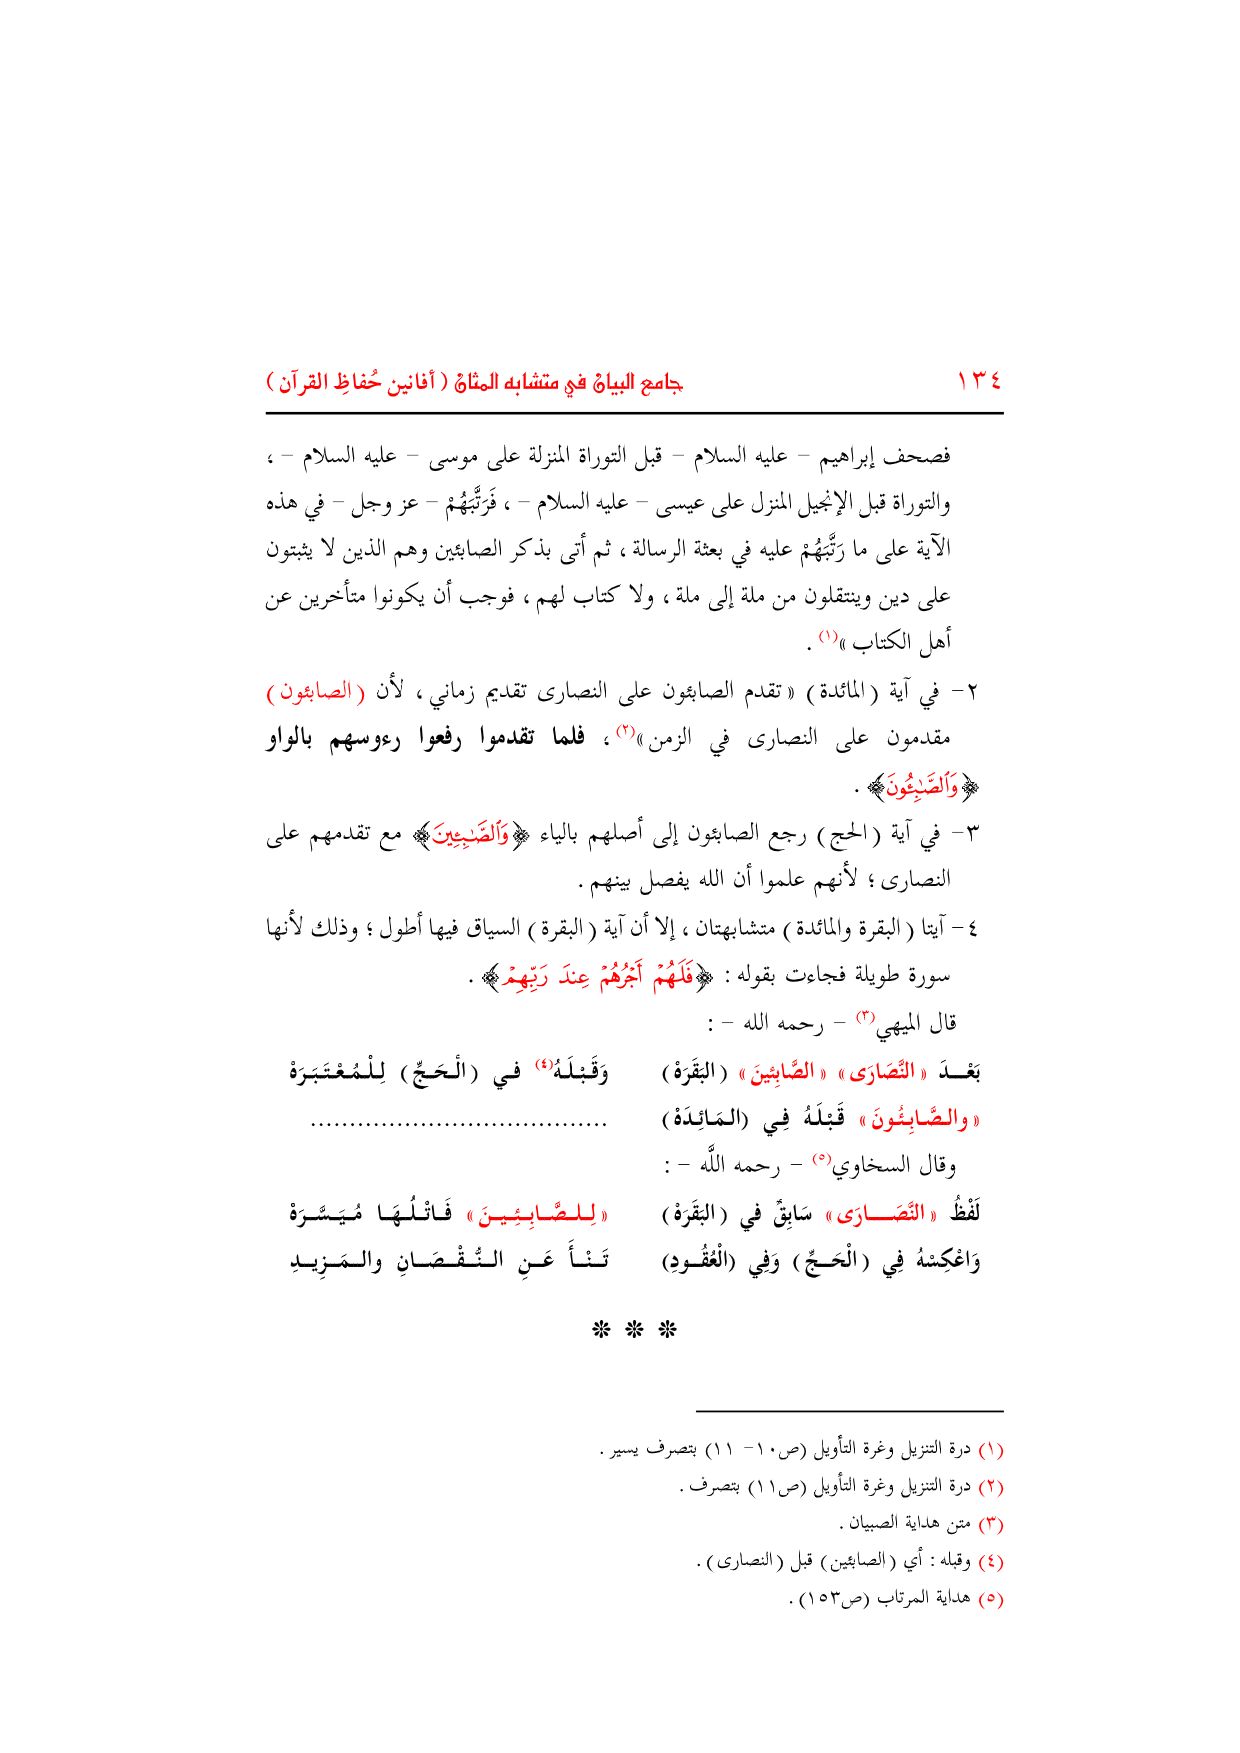 ١٣٤ جامع البيان في متشابه المثان ( أفانين حُفاظِ القرآن )
فصحف إبراهيم – عليه السلام – قبل التوراة المنزلة على موسى – عليه السلام – ،
والتوراة قبل الإنجيل المنزل على عيسى – عليه السلام – ، فَرَتَّبَهُمْ – عز وجل – في هذه
الآية على ما رَتَّبَهُمْ عليه في بعثة الرسالة ، ثم أتى بذكر الصابئين وهم الذين لا يثبتون
على دين وينتقلون من ملة إلى ملة ، ولا كتاب لهم ، فوجب أن يكونوا متأخرين عن
أهل الكتاب »(١) .
٢- في آية ( المائدة ) « تقدم الصابئون على النصارى تقديم زماني ، لأن ( الصابئون )
مقدمون على النصارى في الزمن »(٢) ، فلما تقدموا رفعوا رءوسهم بالواو
﴿وَٱلصَّٰبِـُٔونَ﴾ .
٣- في آية ( الحج ) رجع الصابئون إلى أصلهم بالياء ﴿وَٱلصَّٰبِـِٔينَ﴾ مع تقدمهم على
النصارى ؛ لأنهم علموا أن الله يفصل بينهم .
٤- آيتا ( البقرة والمائدة ) متشابهتان ، إلا أن آية ( البقرة ) السياق فيها أطول ؛ وذلك لأنها
سورة طويلة فجاءت بقوله : ﴿فَلَهُمۡ أَجۡرُهُمۡ عِندَ رَبِّهِمۡ﴾ .
قال الميهي(٣) – رحمه الله – :
بَعْـدَ « النَّصَارَى » « الصَّابِئينَ » ( البَقَرَهْ ) وَقَبْلَهُ(٤) في ( الْحَجِّ ) لِلْمُعْتَبَرَهْ
« والصَّابِئُونَ » قَبْلَهُ فِي ( المَائِدَهْ ) ......................................
وقال السخاوي(٥) – رحمه اللَّه – :
لَفْظُ « النَّصَارَى » سَابِقٌ في ( البَقَرَهْ ) « لِلصَّابِئِينَ » فَاتْلُهَا مُيَسَّرَهْ
وَاعْكِسْهُ فِي ( الْحَجِّ ) وَفِي ( الْعُقُودِ ) تَنْأَ عَنِ النُّقْصَانِ والمَزِيدِ
❊ ❊ ❊
(١) درة التنزيل وغرة التأويل (ص١٠- ١١) بتصرف يسير .
(٢) درة التنزيل وغرة التأويل (ص١١) بتصرف .
(٣) متن هداية الصبيان .
(٤) وقبله : أي ( الصابئين ) قبل ( النصارى ) .
(٥) هداية المرتاب (ص١٥٣) .